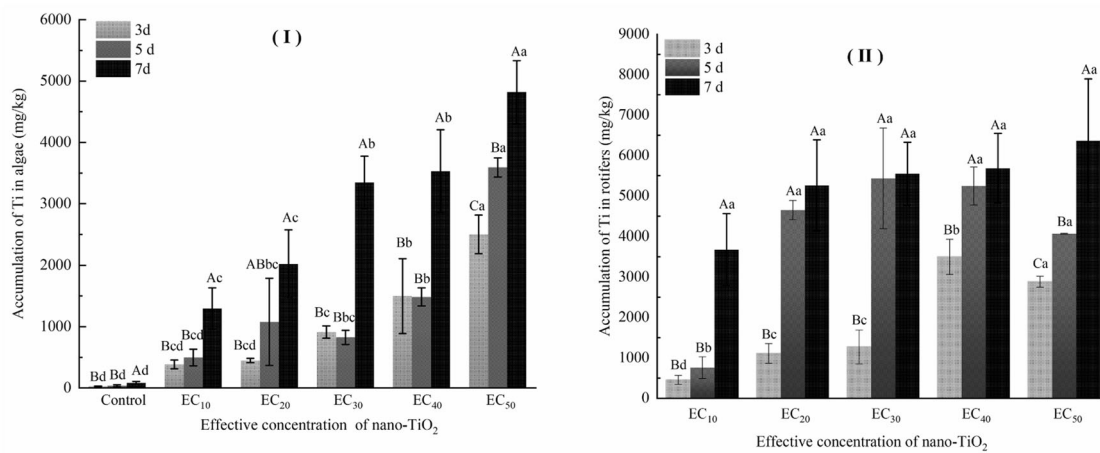 ( I )
3d
5 d
7d
Accumulation of Ti in algae (mg/kg)
6000
5000
4000
3000
2000
1000
0
Bd Bd Ad
Bcd Bcd Ac
Bcd ABbc Ac
Bc Bbc Ab
Bb Bb Ab
Ca Ba Aa
Control EC10 EC20 EC30 EC40 EC50
Effective concentration of nano-TiO2
( II )
3 d
5 d
7 d
Accumulation of Ti in rotifers (mg/kg)
9000
8000
7000
6000
5000
4000
3000
2000
1000
0
Bd Bb Aa
Bc Aa Aa
Bc Aa Aa
Bb Aa Aa
Ca Ba Aa
EC10 EC20 EC30 EC40 EC50
Effective concentration of nano-TiO2